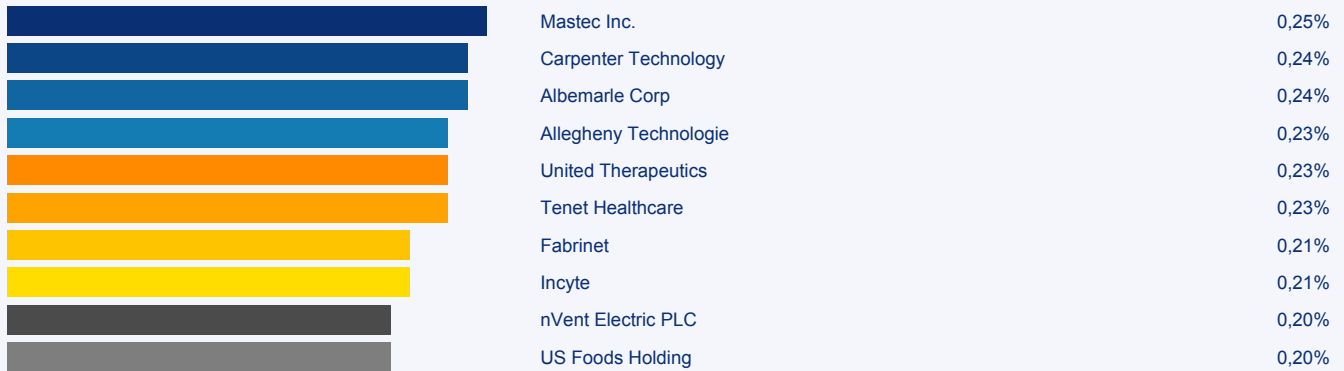 Mastec Inc. 0,25%
Carpenter Technology 0,24%
Albemarle Corp 0,24%
Allegheny Technologie 0,23%
United Therapeutics 0,23%
Tenet Healthcare 0,23%
Fabrinet 0,21%
Incyte 0,21%
nVent Electric PLC 0,20%
US Foods Holding 0,20%